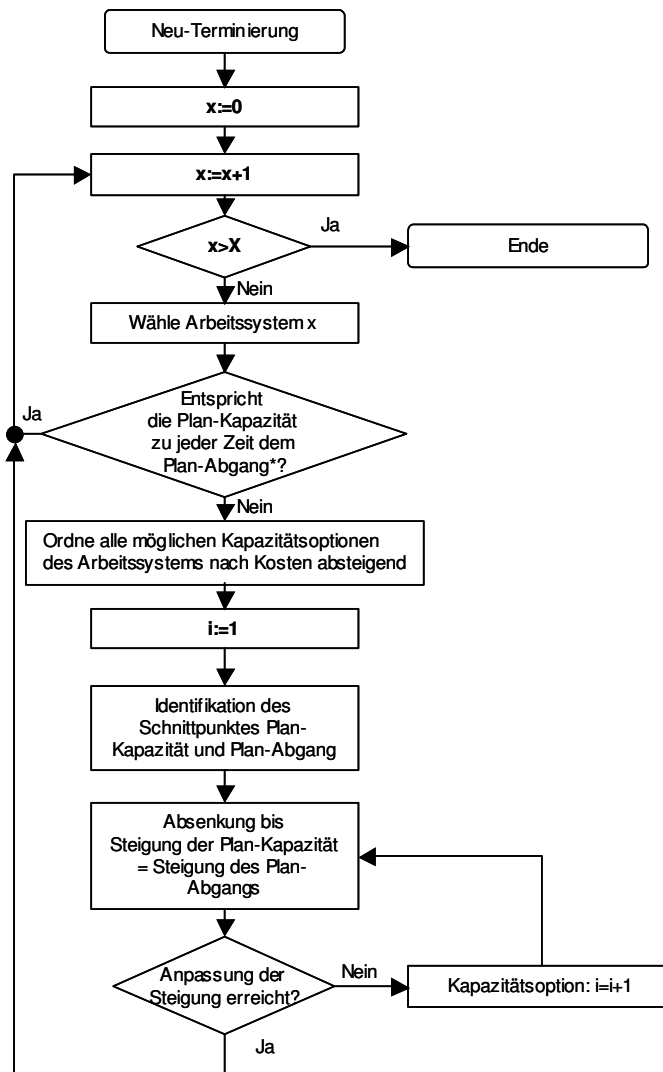 Neu-Terminierung
x:=0
x:=x+1
x>X
Ja
Ende
Nein
Wähle Arbeitssystem x
Entspricht
die Plan-Kapazität
zu jeder Zeit dem
Plan-Abgang*?
Ja
Nein
Ordne alle möglichen Kapazitätsoptionen
des Arbeitssystems nach Kosten absteigend
i:=1
Identifikation des
Schnittpunktes Plan-
Kapazität und Plan-Abgang
Absenkung bis
Steigung der Plan-Kapazität
= Steigung des Plan-
Abgangs
Anpassung der
Steigung erreicht?
Nein
Kapazitätsoption: i=i+1
Ja